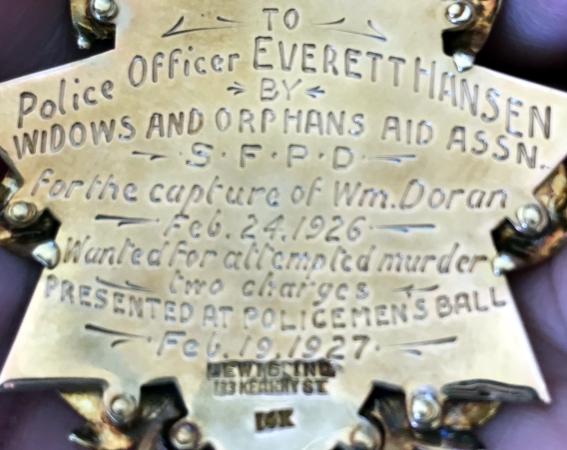 TO
Police Officer EVERETT HANSEN
BY
WIDOWS AND ORPHANS AID ASSN.
S.F.P.D.
For the capture of Wm. Doran
Feb. 24. 1926
Wanted for attempted murder
two charges
PRESENTED AT POLICEMEN'S BALL
Feb. 19. 1927.
133 KEARNY ST.
14K